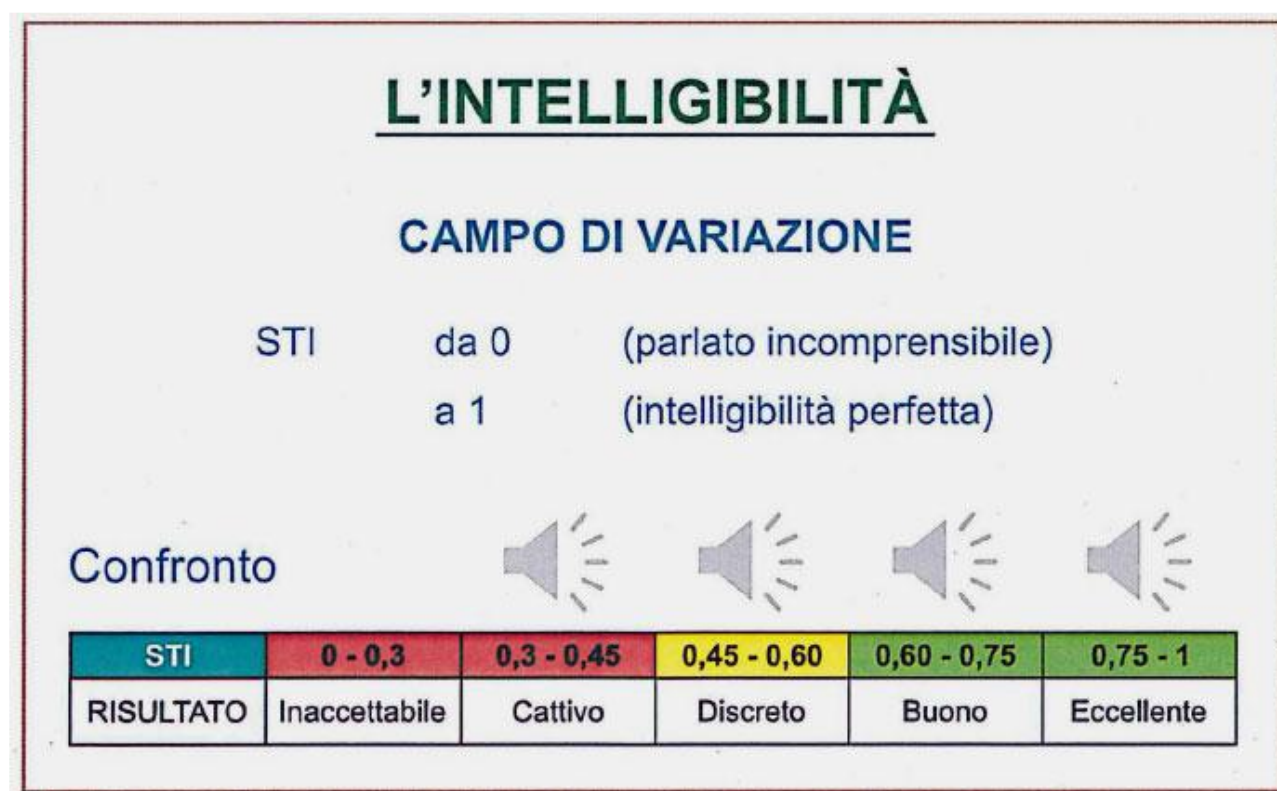 L'INTELLIGIBILITÀ
CAMPO DI VARIAZIONE
STI da 0 (parlato incomprensibile)
a 1 (intelligibilità perfetta)
Confronto
STI 0 - 0,3 0,3 - 0,45 0,45 - 0,60 0,60 - 0,75 0,75 - 1
RISULTATO Inaccettabile Cattivo Discreto Buono Eccellente